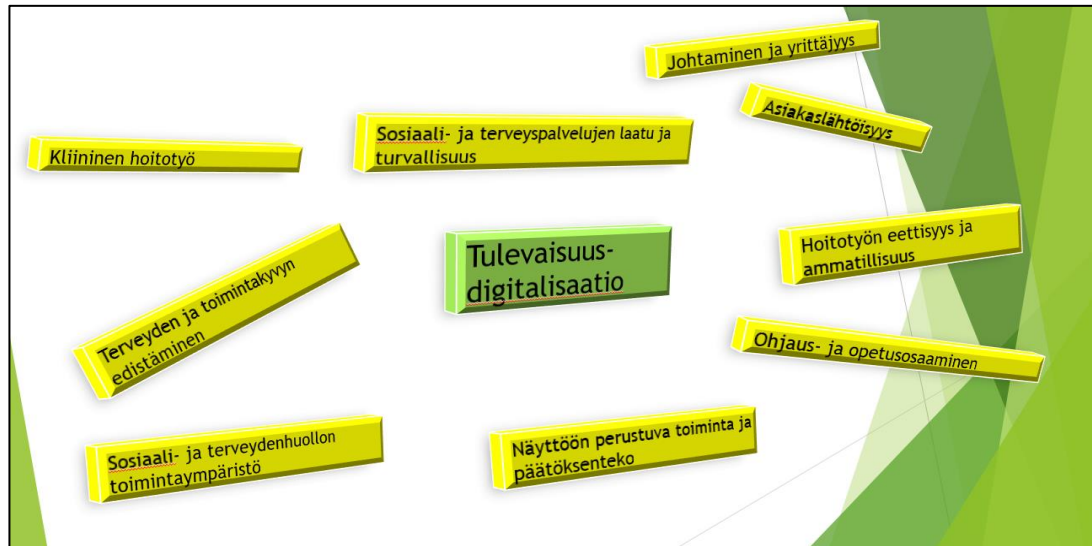 Johtaminen ja yrittäjyys
Asiakaslähtöisyys
Sosiaali- ja terveyspalvelujen laatu ja
turvallisuus
Kliininen hoitotyö
Hoitotyön eettisyys ja
ammatillisuus
Tulevaisuus-
digitalisaatio
Terveyden ja toimintakyvyn
edistäminen
Ohjaus- ja opetusosaaminen
Sosiaali- ja terveydenhuollon
toimintaympäristö
Näyttöön perustuva toiminta ja
päätöksenteko